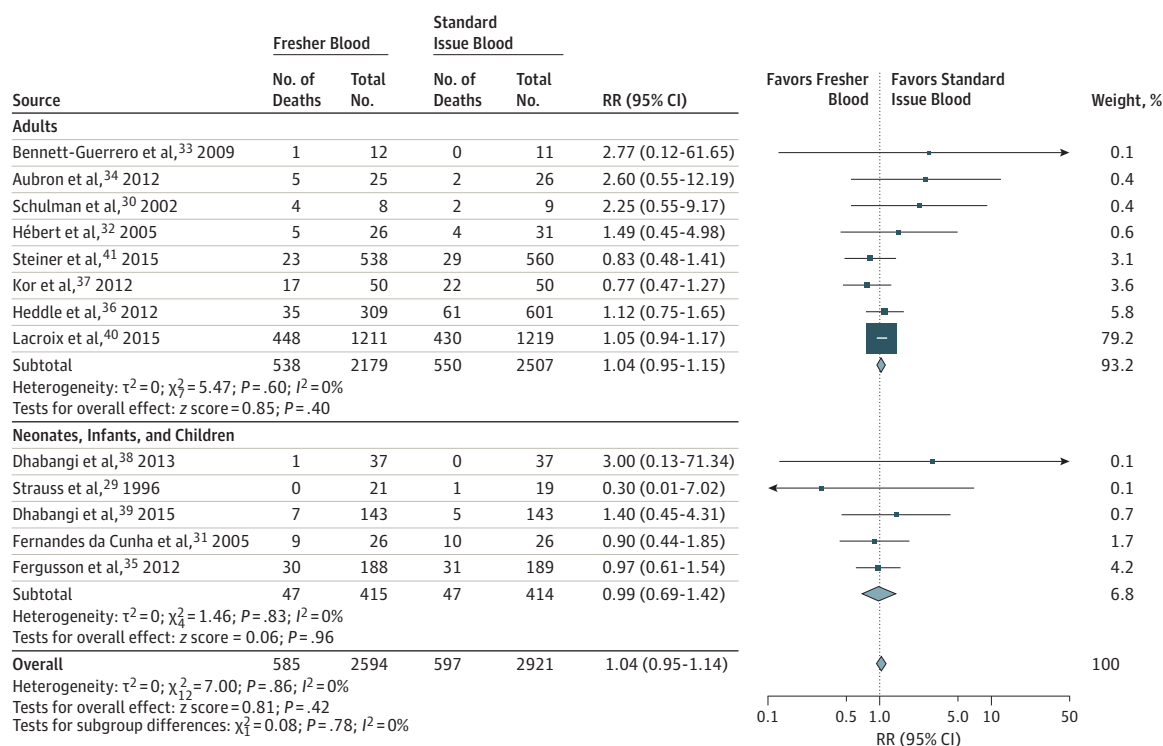 Fresher Blood Standard Issue Blood
Source No. of Deaths Total No. No. of Deaths Total No. RR (95% CI) Favors Fresher Blood Favors Standard Issue Blood Weight, %
Adults
Bennett-Guerrero et al,33 2009 1 12 0 11 2.77 (0.12-61.65) 0.1
Aubron et al,34 2012 5 25 2 26 2.60 (0.55-12.19) 0.4
Schulman et al,30 2002 4 8 2 9 2.25 (0.55-9.17) 0.4
Hébert et al,32 2005 5 26 4 31 1.49 (0.45-4.98) 0.6
Steiner et al,41 2015 23 538 29 560 0.83 (0.48-1.41) 3.1
Kor et al,37 2012 17 50 22 50 0.77 (0.47-1.27) 3.6
Heddle et al,36 2012 35 309 61 601 1.12 (0.75-1.65) 5.8
Lacroix et al,40 2015 448 1211 430 1219 1.05 (0.94-1.17) 79.2
Subtotal 538 2179 550 2507 1.04 (0.95-1.15) 93.2
Heterogeneity: τ2=0; χ27=5.47; P=.60; I2=0%
Tests for overall effect: z score=0.85; P=.40
Neonates, Infants, and Children
Dhabangi et al,38 2013 1 37 0 37 3.00 (0.13-71.34) 0.1
Strauss et al,29 1996 0 21 1 19 0.30 (0.01-7.02) 0.1
Dhabangi et al,39 2015 7 143 5 143 1.40 (0.45-4.31) 0.7
Fernandes da Cunha et al,31 2005 9 26 10 26 0.90 (0.44-1.85) 1.7
Fergusson et al,35 2012 30 188 31 189 0.97 (0.61-1.54) 4.2
Subtotal 47 415 47 414 0.99 (0.69-1.42) 6.8
Heterogeneity: τ2=0; χ24=1.46; P=.83; I2=0%
Tests for overall effect: z score = 0.06; P=.96
Overall 585 2594 597 2921 1.04 (0.95-1.14) 100
Heterogeneity: τ2=0; χ212=7.00; P=.86; I2=0%
Tests for overall effect: z score=0.81; P=.42
Tests for subgroup differences: χ21=0.08; P=.78; I2=0%
0.1 0.5 1.0 5.0 10 50
RR (95% CI)